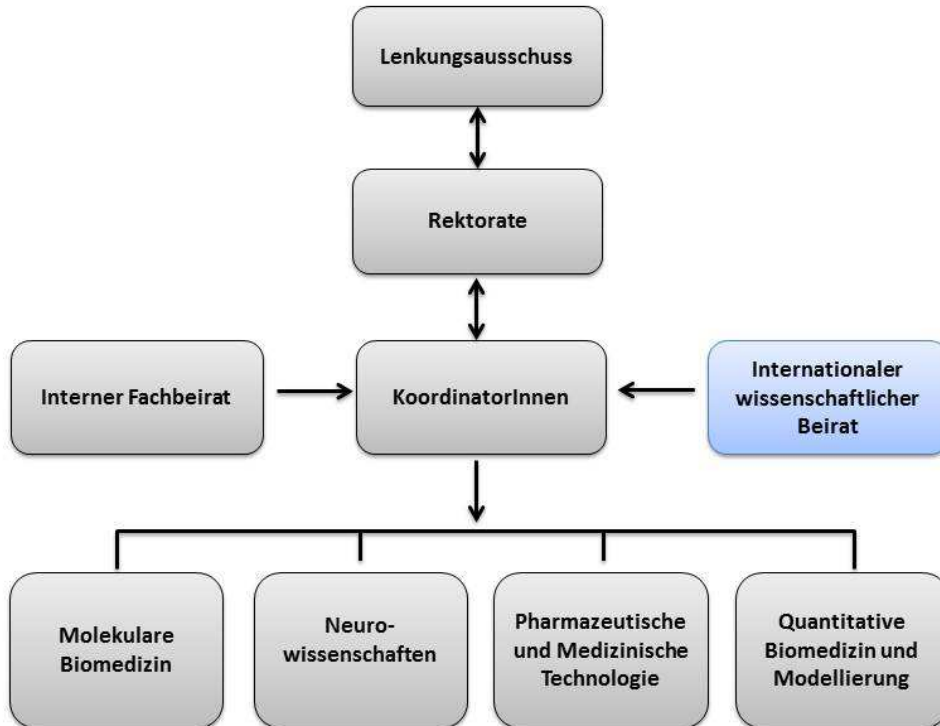 Lenkungsausschuss
Rektorate
Interner Fachbeirat
KoordinatorInnen
Internationaler
wissenschaftlicher
Beirat
Molekulare
Biomedizin
Neuro-
wissenschaften
Pharmazeutische
und Medizinische
Technologie
Quantitative
Biomedizin und
Modellierung